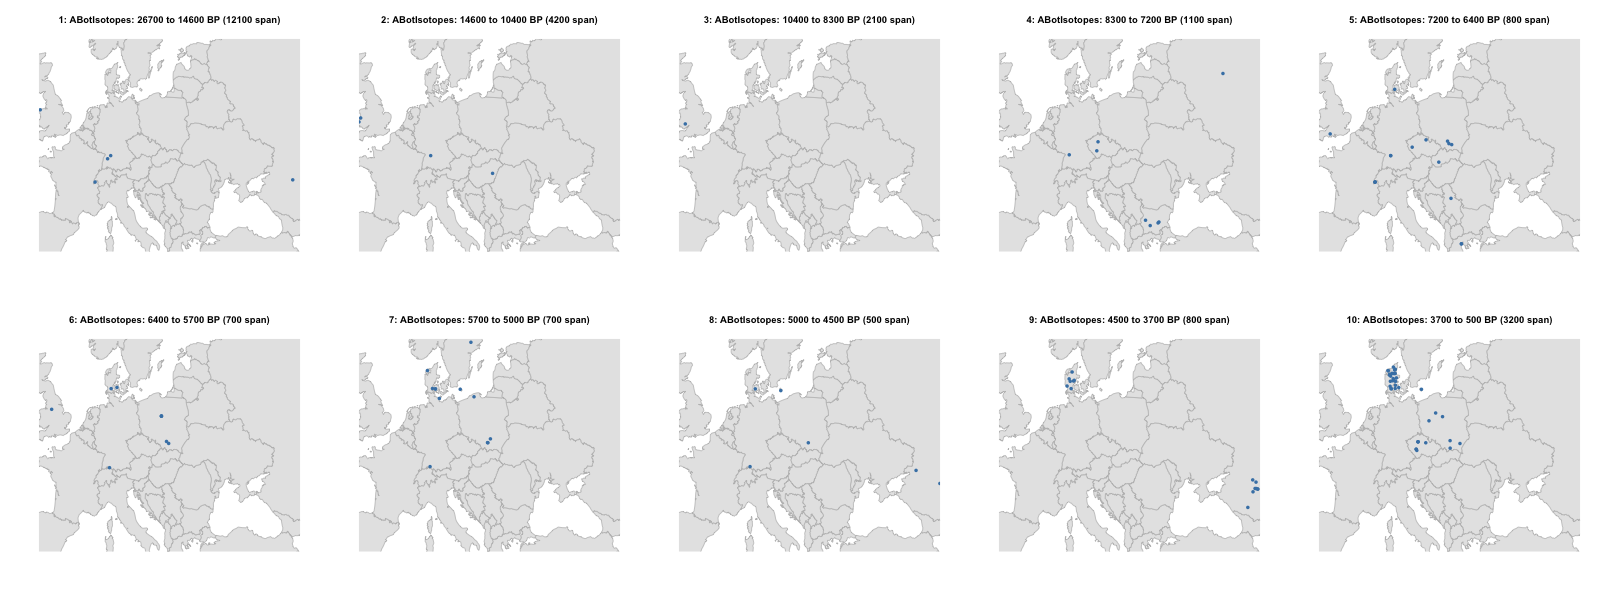 1: ABotIsotopes: 26700 to 14600 BP (12100 span)
2: ABotIsotopes: 14600 to 10400 BP (4200 span)
3: ABotIsotopes: 10400 to 8300 BP (2100 span)
4: ABotIsotopes: 8300 to 7200 BP (1100 span)
5: ABotIsotopes: 7200 to 6400 BP (800 span)
6: ABotIsotopes: 6400 to 5700 BP (700 span)
7: ABotIsotopes: 5700 to 5000 BP (700 span)
8: ABotIsotopes: 5000 to 4500 BP (500 span)
9: ABotIsotopes: 4500 to 3700 BP (800 span)
10: ABotIsotopes: 3700 to 500 BP (3200 span)